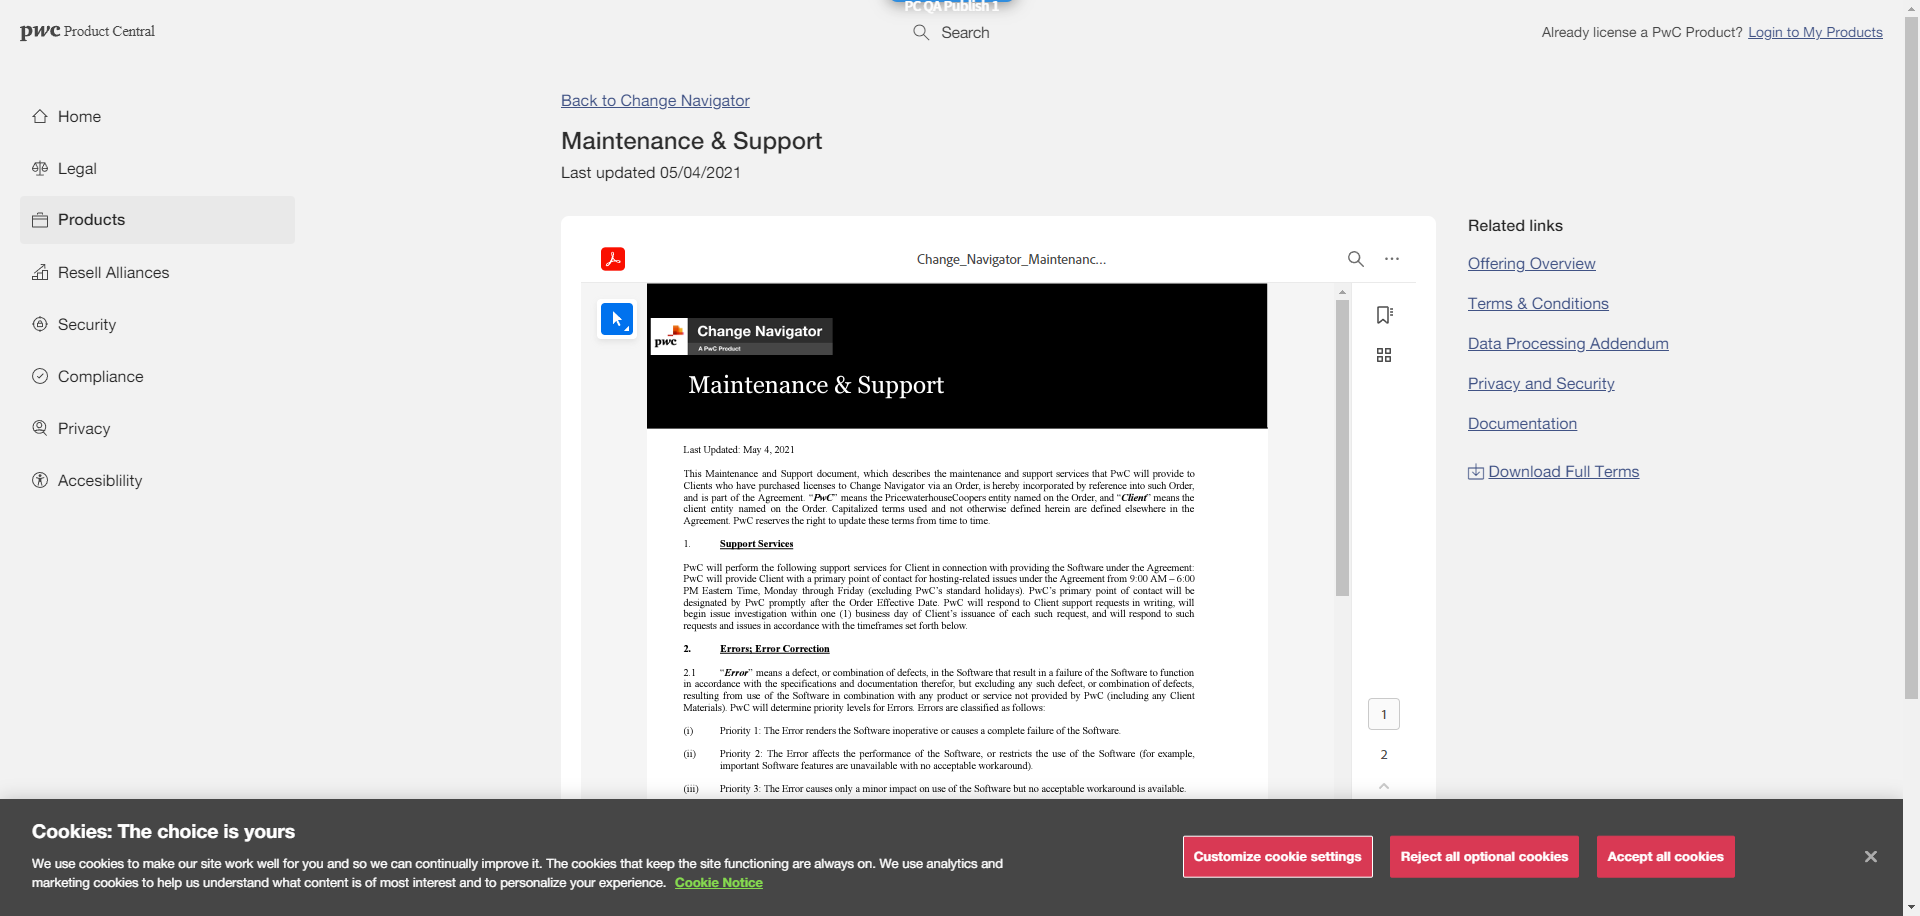 PC QA Publish 1
pwc Product Central
Search
Already license a PwC Product? Login to My Products
Home
Legal
Products
Resell Alliances
Security
Compliance
Privacy
Accesiblility
Back to Change Navigator
Maintenance & Support
Last updated 05/04/2021
Change_Navigator_Maintenanc...
pwc
Change Navigator
A PwC Product
Maintenance & Support
Last Updated: May 4, 2021
This Maintenance and Support document, which describes the maintenance and support services that PwC will provide to
Clients who have purchased licenses to Change Navigator via an Order, is hereby incorporated by reference into such Order,
and is part of the Agreement. “PwC” means the PricewaterhouseCoopers entity named on the Order, and “Client” means the
client entity named on the Order. Capitalized terms used and not otherwise defined herein are defined elsewhere in the
Agreement. PwC reserves the right to update these terms from time to time.
1. Support Services
PwC will perform the following support services for Client in connection with providing the Software under the Agreement:
PwC will provide Client with a primary point of contact for hosting-related issues under the Agreement from 9:00 AM – 6:00
PM Eastern Time, Monday through Friday (excluding PwC’s standard holidays). PwC’s primary point of contact will be
designated by PwC promptly after the Order Effective Date. PwC will respond to Client support requests in writing, will
begin issue investigation within one (1) business day of Client’s issuance of each such request, and will respond to such
requests and issues in accordance with the timeframes set forth below.
2. Errors; Error Correction
2.1 “Error” means a defect, or combination of defects, in the Software that result in a failure of the Software to function
in accordance with the specifications and documentation therefor, but excluding any such defect, or combination of defects,
resulting from use of the Software in combination with any product or service not provided by PwC (including any Client
Materials). PwC will determine priority levels for Errors. Errors are classified as follows:
(i) Priority 1: The Error renders the Software inoperative or causes a complete failure of the Software.
(ii) Priority 2: The Error affects the performance of the Software, or restricts the use of the Software (for example,
important Software features are unavailable with no acceptable workaround).
(iii) Priority 3: The Error causes only a minor impact on use of the Software but no acceptable workaround is available.
1
2
Related links
Offering Overview
Terms & Conditions
Data Processing Addendum
Privacy and Security
Documentation
Download Full Terms
Cookies: The choice is yours
We use cookies to make our site work well for you and so we can continually improve it. The cookies that keep the site functioning are always on. We use analytics and
marketing cookies to help us understand what content is of most interest and to personalize your experience. Cookie Notice
Customize cookie settings
Reject all optional cookies
Accept all cookies